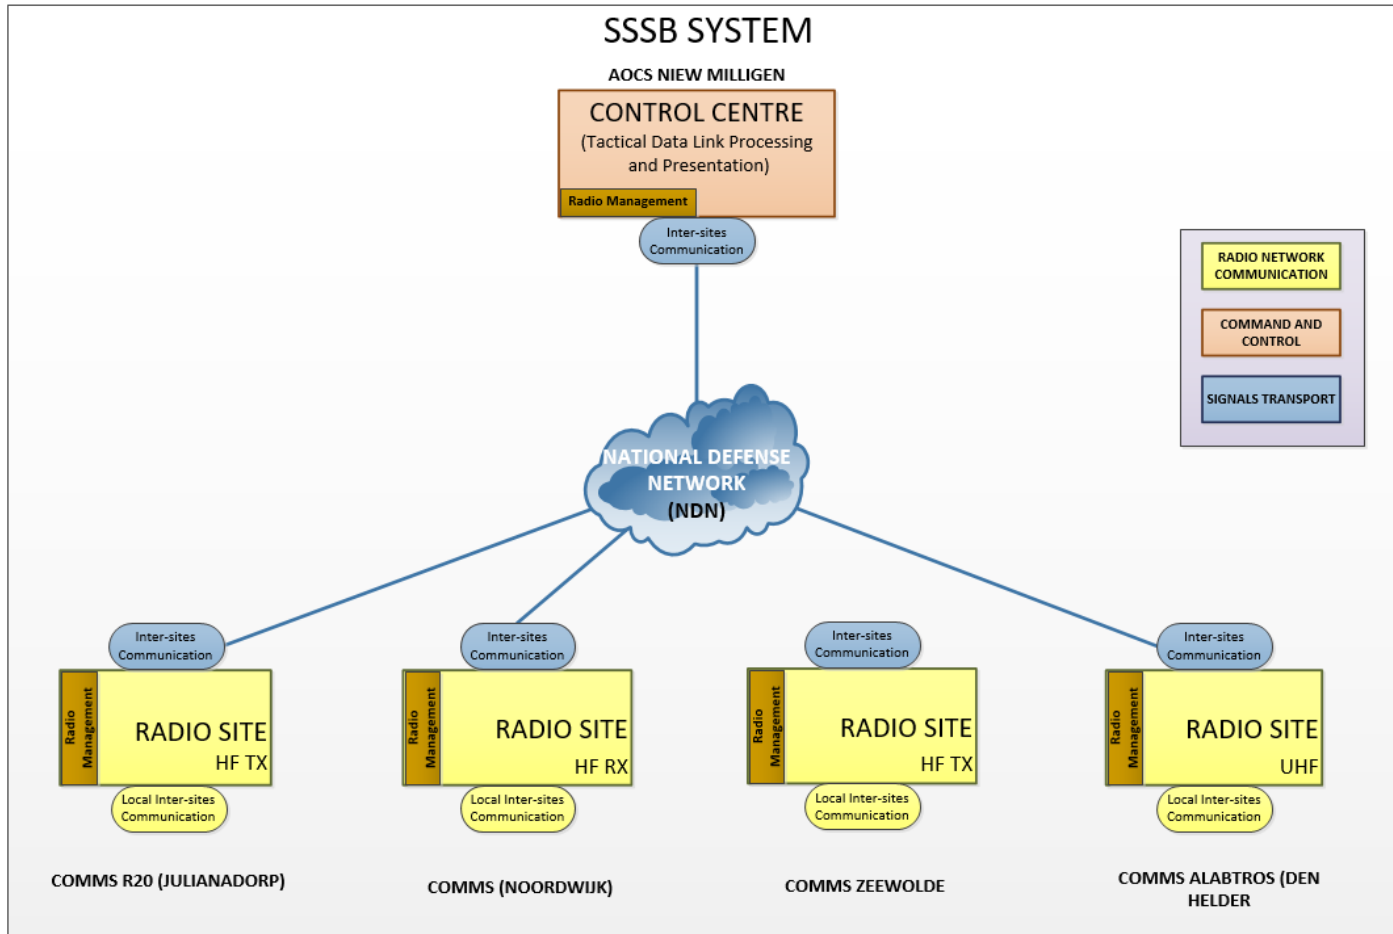 SSSB SYSTEM
AOCS NIEW MILLIGEN
CONTROL CENTRE
(Tactical Data Link Processing
and Presentation)
Radio Management
Inter-sites
Communication
RADIO NETWORK
COMMUNICATION
COMMAND AND
CONTROL
SIGNALS TRANSPORT
NATIONAL DEFENSE
NETWORK
(NDN)
Inter-sites
Communication
Radio
Management
RADIO SITE
HF TX
Local Inter-sites
Communication
COMMS R20 (JULIANADORP)
Inter-sites
Communication
Radio
Management
RADIO SITE
HF RX
Local Inter-sites
Communication
COMMS (NOORDWIJK)
Inter-sites
Communication
Radio
Management
RADIO SITE
HF TX
Local Inter-sites
Communication
COMMS ZEEWOLDE
Inter-sites
Communication
Radio
Management
RADIO SITE
UHF
Local Inter-sites
Communication
COMMS ALABTROS (DEN
HELDER